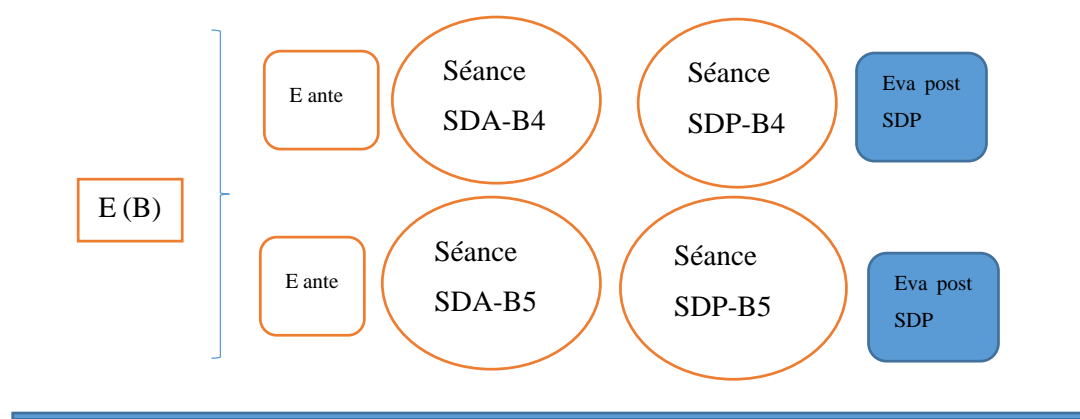 E (B)
E ante
Séance
SDA-B4
Séance
SDP-B4
Eva post
SDP
E ante
Séance
SDA-B5
Séance
SDP-B5
Eva post
SDP